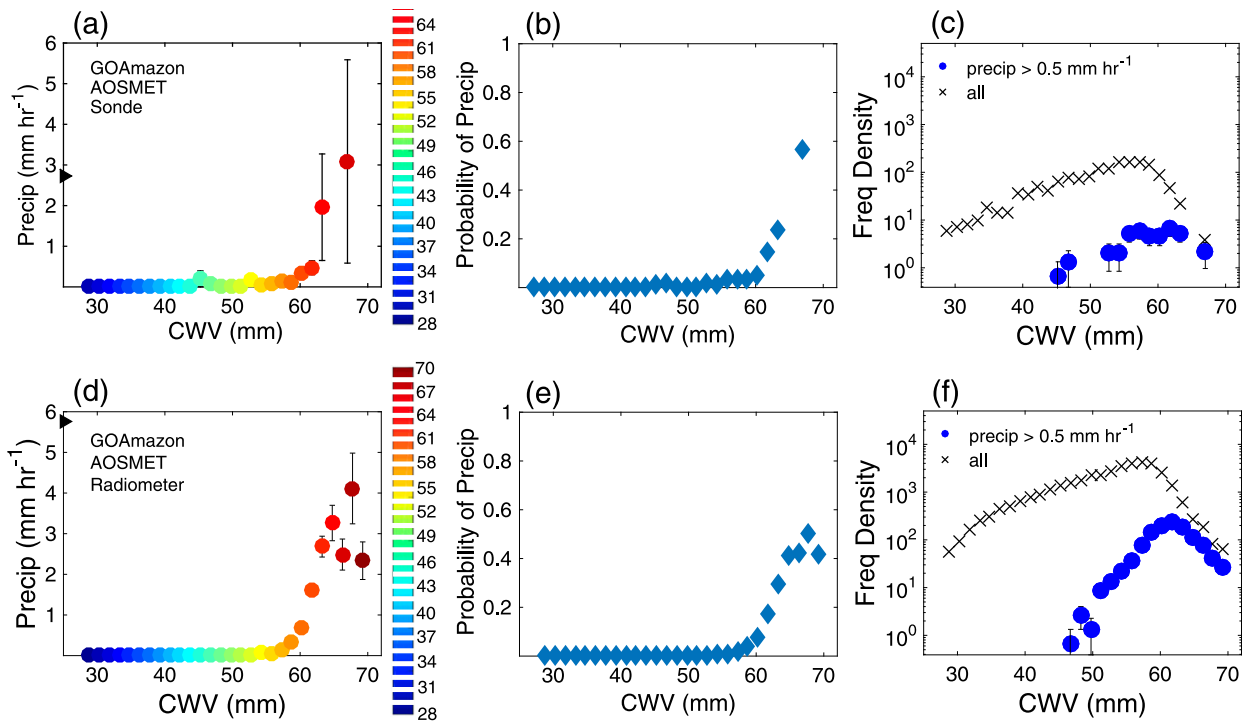 (a)
6
5
4
3
2
1
Precip (mm hr⁻¹)
GOAmazon
AOSMET
Sonde
30 40 50 60 70
CWV (mm)
64
61
58
55
52
49
46
43
40
37
34
31
28
(b)
1
0.8
0.6
0.4
0.2
Probability of Precip
30 40 50 60 70
CWV (mm)
(c)
precip > 0.5 mm hr⁻¹
all
10⁴
10³
10²
10¹
10⁰
Freq Density
30 40 50 60 70
CWV (mm)
(d)
6
5
4
3
2
1
Precip (mm hr⁻¹)
GOAmazon
AOSMET
Radiometer
30 40 50 60 70
CWV (mm)
70
67
64
61
58
55
52
49
46
43
40
37
34
31
28
(e)
1
0.8
0.6
0.4
0.2
Probability of Precip
30 40 50 60 70
CWV (mm)
(f)
precip > 0.5 mm hr⁻¹
all
10⁴
10³
10²
10¹
10⁰
Freq Density
30 40 50 60 70
CWV (mm)